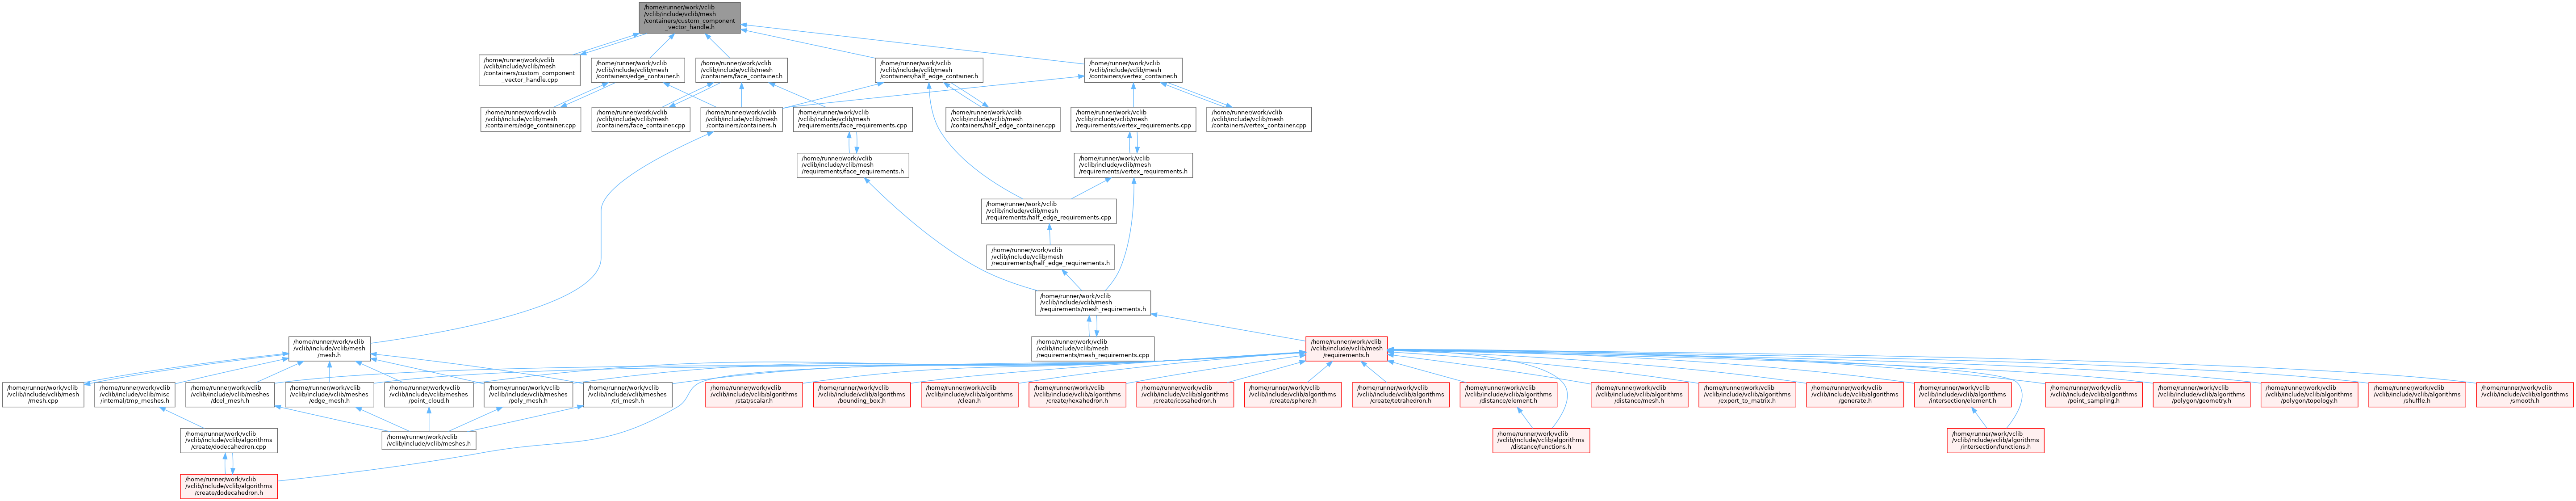 /home/runner/work/vclib
/vclib/include/vclib/mesh
/containers/custom_component
_vector_handle.h
/home/runner/work/vclib
/vclib/include/vclib/mesh
/containers/custom_component
_vector_handle.cpp
/home/runner/work/vclib
/vclib/include/vclib/mesh
/containers/edge_container.h
/home/runner/work/vclib
/vclib/include/vclib/mesh
/containers/face_container.h
/home/runner/work/vclib
/vclib/include/vclib/mesh
/containers/half_edge_container.h
/home/runner/work/vclib
/vclib/include/vclib/mesh
/containers/vertex_container.h
/home/runner/work/vclib
/vclib/include/vclib/mesh
/containers/edge_container.cpp
/home/runner/work/vclib
/vclib/include/vclib/mesh
/containers/face_container.cpp
/home/runner/work/vclib
/vclib/include/vclib/mesh
/containers/containers.h
/home/runner/work/vclib
/vclib/include/vclib/mesh
/requirements/face_requirements.cpp
/home/runner/work/vclib
/vclib/include/vclib/mesh
/containers/half_edge_container.cpp
/home/runner/work/vclib
/vclib/include/vclib/mesh
/requirements/vertex_requirements.cpp
/home/runner/work/vclib
/vclib/include/vclib/mesh
/containers/vertex_container.cpp
/home/runner/work/vclib
/vclib/include/vclib/mesh
/requirements/face_requirements.h
/home/runner/work/vclib
/vclib/include/vclib/mesh
/requirements/vertex_requirements.h
/home/runner/work/vclib
/vclib/include/vclib/mesh
/requirements/half_edge_requirements.cpp
/home/runner/work/vclib
/vclib/include/vclib/mesh
/requirements/half_edge_requirements.h
/home/runner/work/vclib
/vclib/include/vclib/mesh
/requirements/mesh_requirements.h
/home/runner/work/vclib
/vclib/include/vclib/mesh
/mesh.h
/home/runner/work/vclib
/vclib/include/vclib/mesh
/requirements/mesh_requirements.cpp
/home/runner/work/vclib
/vclib/include/vclib/mesh
/requirements.h
/home/runner/work/vclib
/vclib/include/vclib/mesh
/mesh.cpp
/home/runner/work/vclib
/vclib/include/vclib/misc
/internal/tmp_meshes.h
/home/runner/work/vclib
/vclib/include/vclib/meshes
/dcel_mesh.h
/home/runner/work/vclib
/vclib/include/vclib/meshes
/edge_mesh.h
/home/runner/work/vclib
/vclib/include/vclib/meshes
/point_cloud.h
/home/runner/work/vclib
/vclib/include/vclib/meshes
/poly_mesh.h
/home/runner/work/vclib
/vclib/include/vclib/meshes
/tri_mesh.h
/home/runner/work/vclib
/vclib/include/vclib/algorithms
/stat/scalar.h
/home/runner/work/vclib
/vclib/include/vclib/algorithms
/bounding_box.h
/home/runner/work/vclib
/vclib/include/vclib/algorithms
/clean.h
/home/runner/work/vclib
/vclib/include/vclib/algorithms
/create/hexahedron.h
/home/runner/work/vclib
/vclib/include/vclib/algorithms
/create/icosahedron.h
/home/runner/work/vclib
/vclib/include/vclib/algorithms
/create/sphere.h
/home/runner/work/vclib
/vclib/include/vclib/algorithms
/create/tetrahedron.h
/home/runner/work/vclib
/vclib/include/vclib/algorithms
/distance/element.h
/home/runner/work/vclib
/vclib/include/vclib/algorithms
/distance/mesh.h
/home/runner/work/vclib
/vclib/include/vclib/algorithms
/export_to_matrix.h
/home/runner/work/vclib
/vclib/include/vclib/algorithms
/generate.h
/home/runner/work/vclib
/vclib/include/vclib/algorithms
/intersection/element.h
/home/runner/work/vclib
/vclib/include/vclib/algorithms
/point_sampling.h
/home/runner/work/vclib
/vclib/include/vclib/algorithms
/polygon/geometry.h
/home/runner/work/vclib
/vclib/include/vclib/algorithms
/polygon/topology.h
/home/runner/work/vclib
/vclib/include/vclib/algorithms
/shuffle.h
/home/runner/work/vclib
/vclib/include/vclib/algorithms
/smooth.h
/home/runner/work/vclib
/vclib/include/vclib/algorithms
/create/dodecahedron.cpp
/home/runner/work/vclib
/vclib/include/vclib/meshes.h
/home/runner/work/vclib
/vclib/include/vclib/algorithms
/distance/functions.h
/home/runner/work/vclib
/vclib/include/vclib/algorithms
/intersection/functions.h
/home/runner/work/vclib
/vclib/include/vclib/algorithms
/create/dodecahedron.h